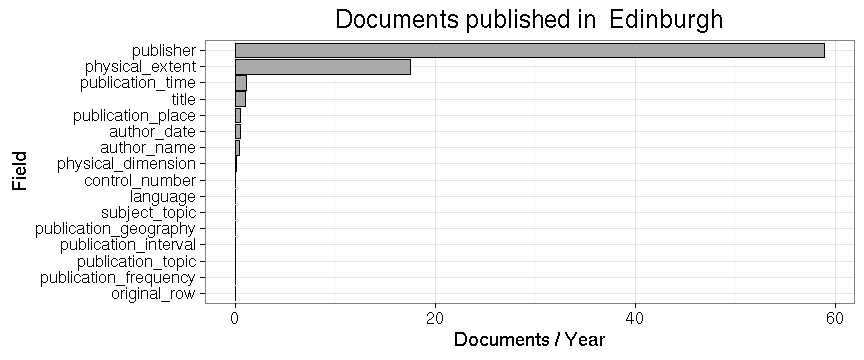 Documents published in  Edinburgh
publisher
physical_extent
publication_time
title
publication_place
author_date
author_name
physical_dimension
control_number
language
subject_topic
publication_geography
publication_interval
publication_topic
publication_frequency
original_row
Field
0 20 40 60
Documents / Year